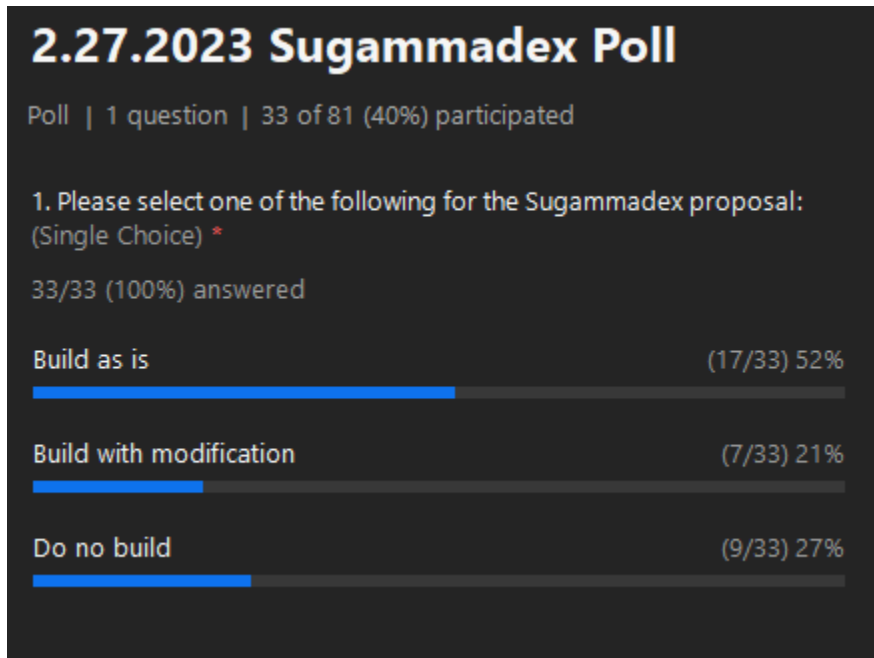 2.27.2023 Sugammadex Poll
Poll | 1 question | 33 of 81 (40%) participated
1. Please select one of the following for the Sugammadex proposal:
(Single Choice) *
33/33 (100%) answered
Build as is (17/33) 52%
Build with modification (7/33) 21%
Do no build (9/33) 27%